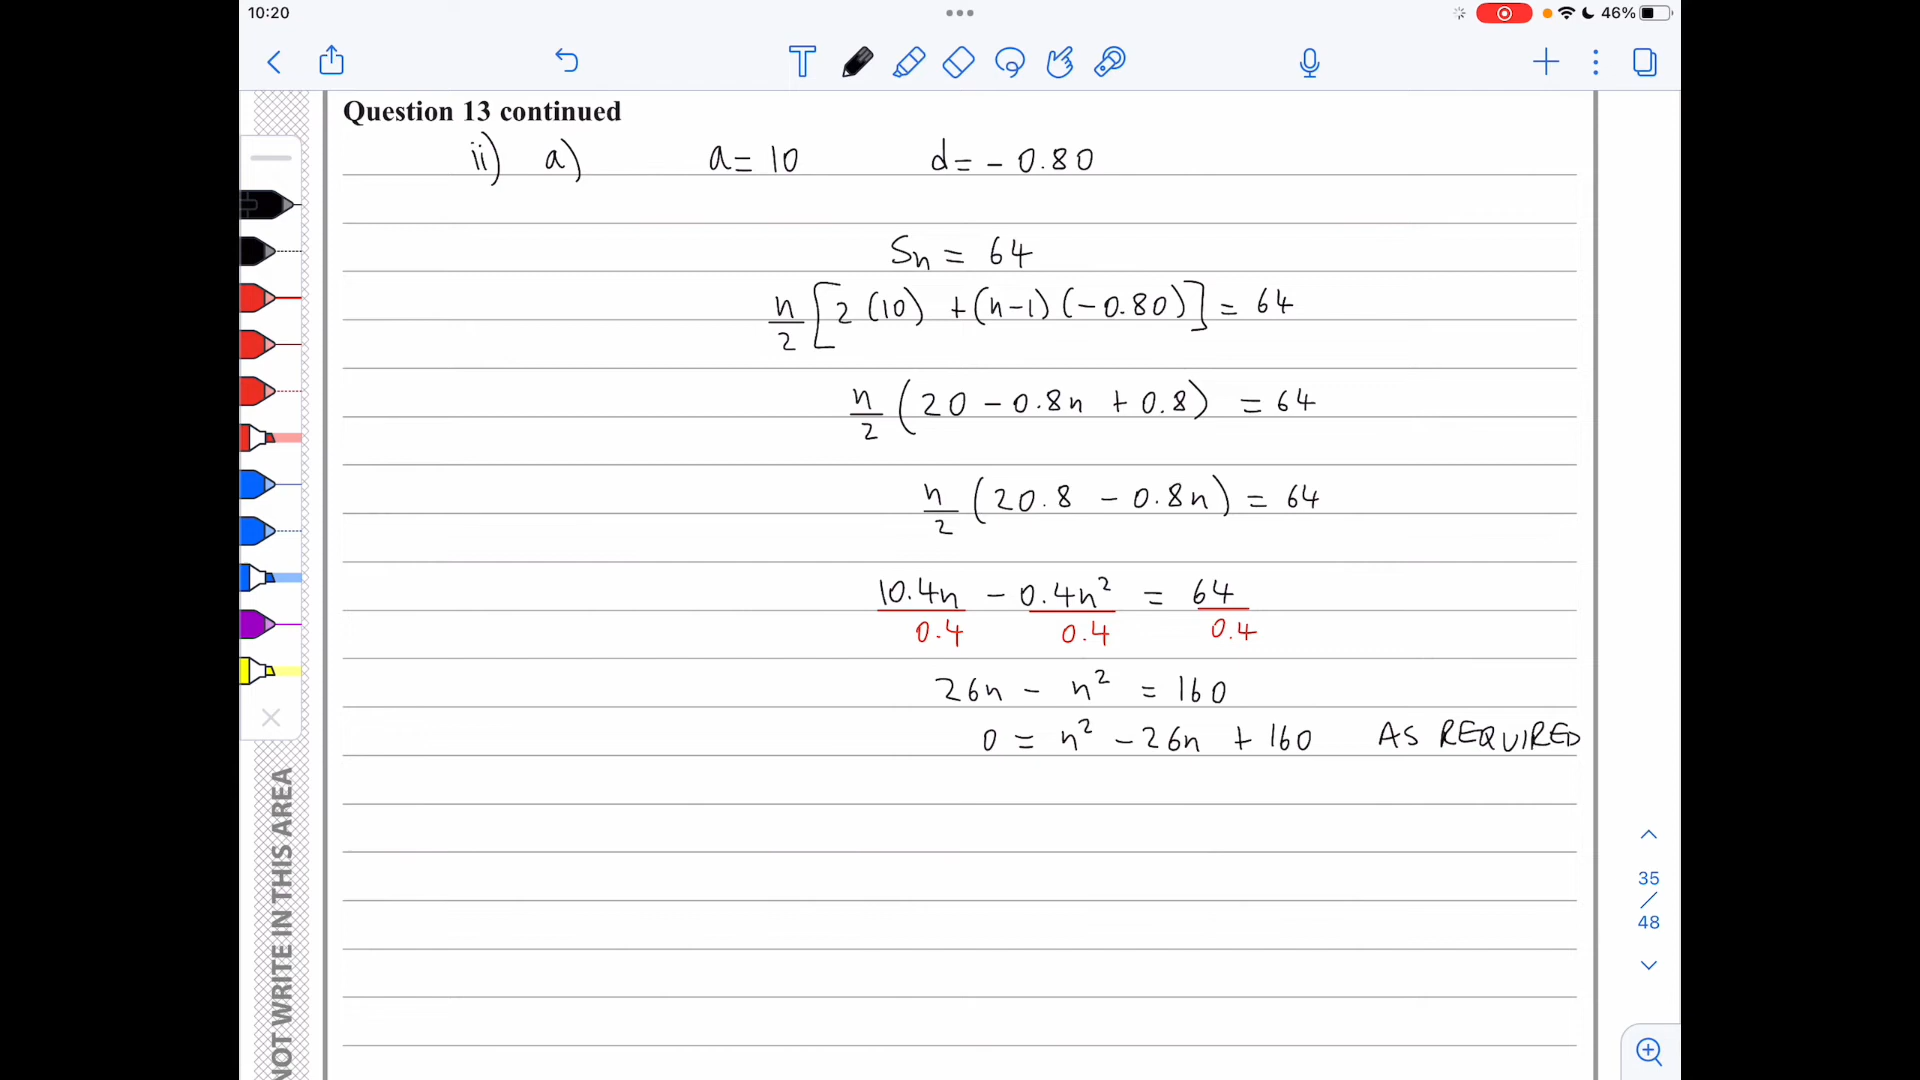 10:20
46%
Question 13 continued
ii) a) a = 10 d = - 0.80
Sn = 64
n/2 [2 (10) + (n-1) (-0.80)] = 64
n/2 (20 - 0.8n + 0.8) = 64
n/2 (20.8 - 0.8n) = 64
10.4n - 0.4n² = 64
0.4 0.4 0.4
26n - n² = 160
0 = n² - 26n + 160 AS REQUIRED
NOT WRITE IN THIS AREA
35
/
48